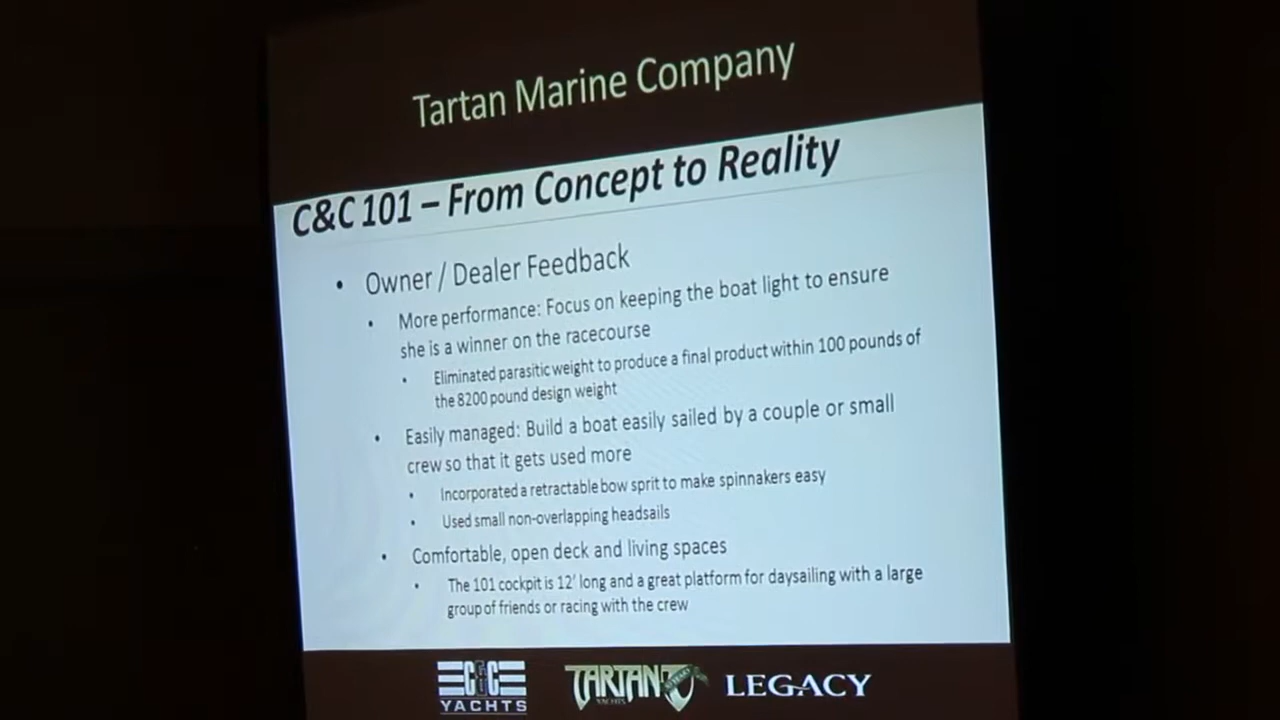 Tartan Marine Company
C&C 101 – From Concept to Reality
• Owner / Dealer Feedback
• More performance: Focus on keeping the boat light to ensure
she is a winner on the racecourse
• Eliminated parasitic weight to produce a final product within 100 pounds of
the 8200 pound design weight
• Easily managed: Build a boat easily sailed by a couple or small
crew so that it gets used more
• Incorporated a retractable bow sprit to make spinnakers easy
• Used small non-overlapping headsails
• Comfortable, open deck and living spaces
• The 101 cockpit is 12' long and a great platform for daysailing with a large
group of friends or racing with the crew
C&C
YACHTS
TARTAN
YACHTS
LEGACY